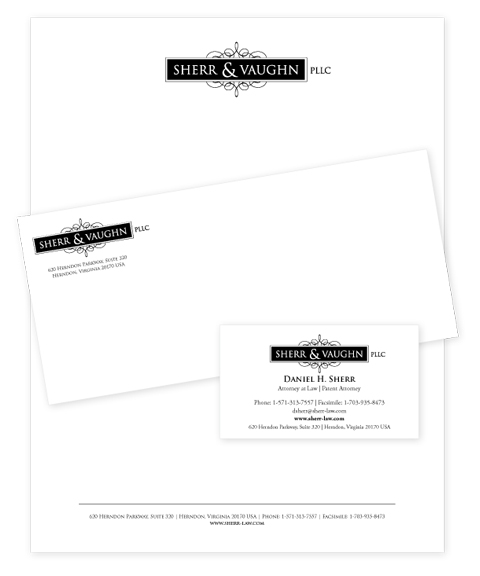 SHERR & VAUGHN PLLC
SHERR & VAUGHN PLLC
620 Herndon Parkway, Suite 320
Herndon, Virginia 20170 USA
SHERR & VAUGHN PLLC
Daniel H. Sherr
Attorney at Law | Patent Attorney
Phone: 1-571-313-7557 | Facsimile: 1-703-935-8473
dsherr@sherr-law.com
www.sherr-law.com
620 Herndon Parkway, Suite 320 | Herndon, Virginia 20170 USA
620 Herndon Parkway, Suite 320 | Herndon, Virginia 20170 USA | Phone: 1-571-313-7557 | Facsimile: 1-703-935-8473
www.sherr-law.com